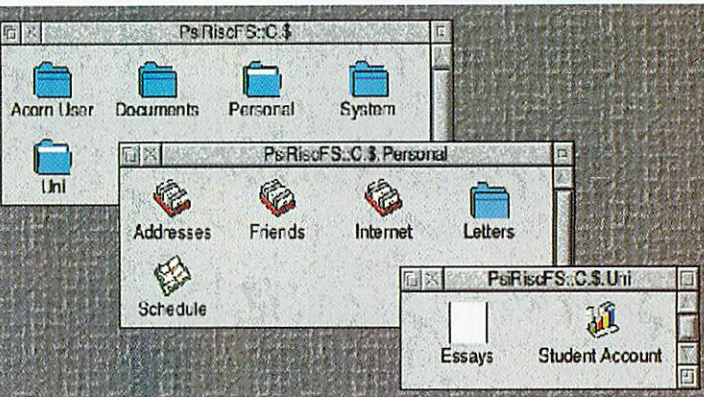 PsiRiscFS::C.$
Acorn User Documents Personal System
Uni
PsiRiscFS::C.$.Personal
Addresses Friends Internet Letters
Schedule
PsiRiscFS::C.$.Uni
Essays Student Account